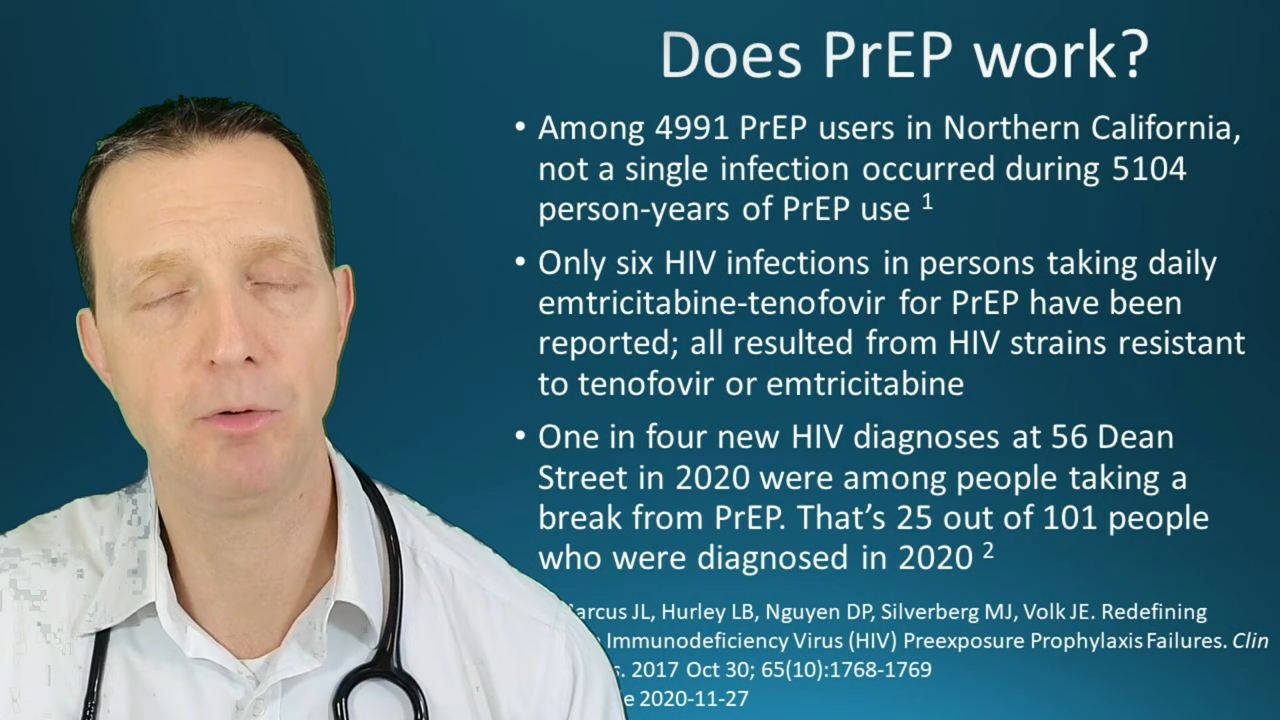 Does PrEP work?
• Among 4991 PrEP users in Northern California,
not a single infection occurred during 5104
person-years of PrEP use 1
• Only six HIV infections in persons taking daily
emtricitabine-tenofovir for PrEP have been
reported; all resulted from HIV strains resistant
to tenofovir or emtricitabine
• One in four new HIV diagnoses at 56 Dean
Street in 2020 were among people taking a
break from PrEP. That's 25 out of 101 people
who were diagnosed in 2020 2
arcus JL, Hurley LB, Nguyen DP, Silverberg MJ, Volk JE. Redefining
Immunodeficiency Virus (HIV) Preexposure Prophylaxis Failures. Clin
s. 2017 Oct 30; 65(10):1768-1769
e 2020-11-27